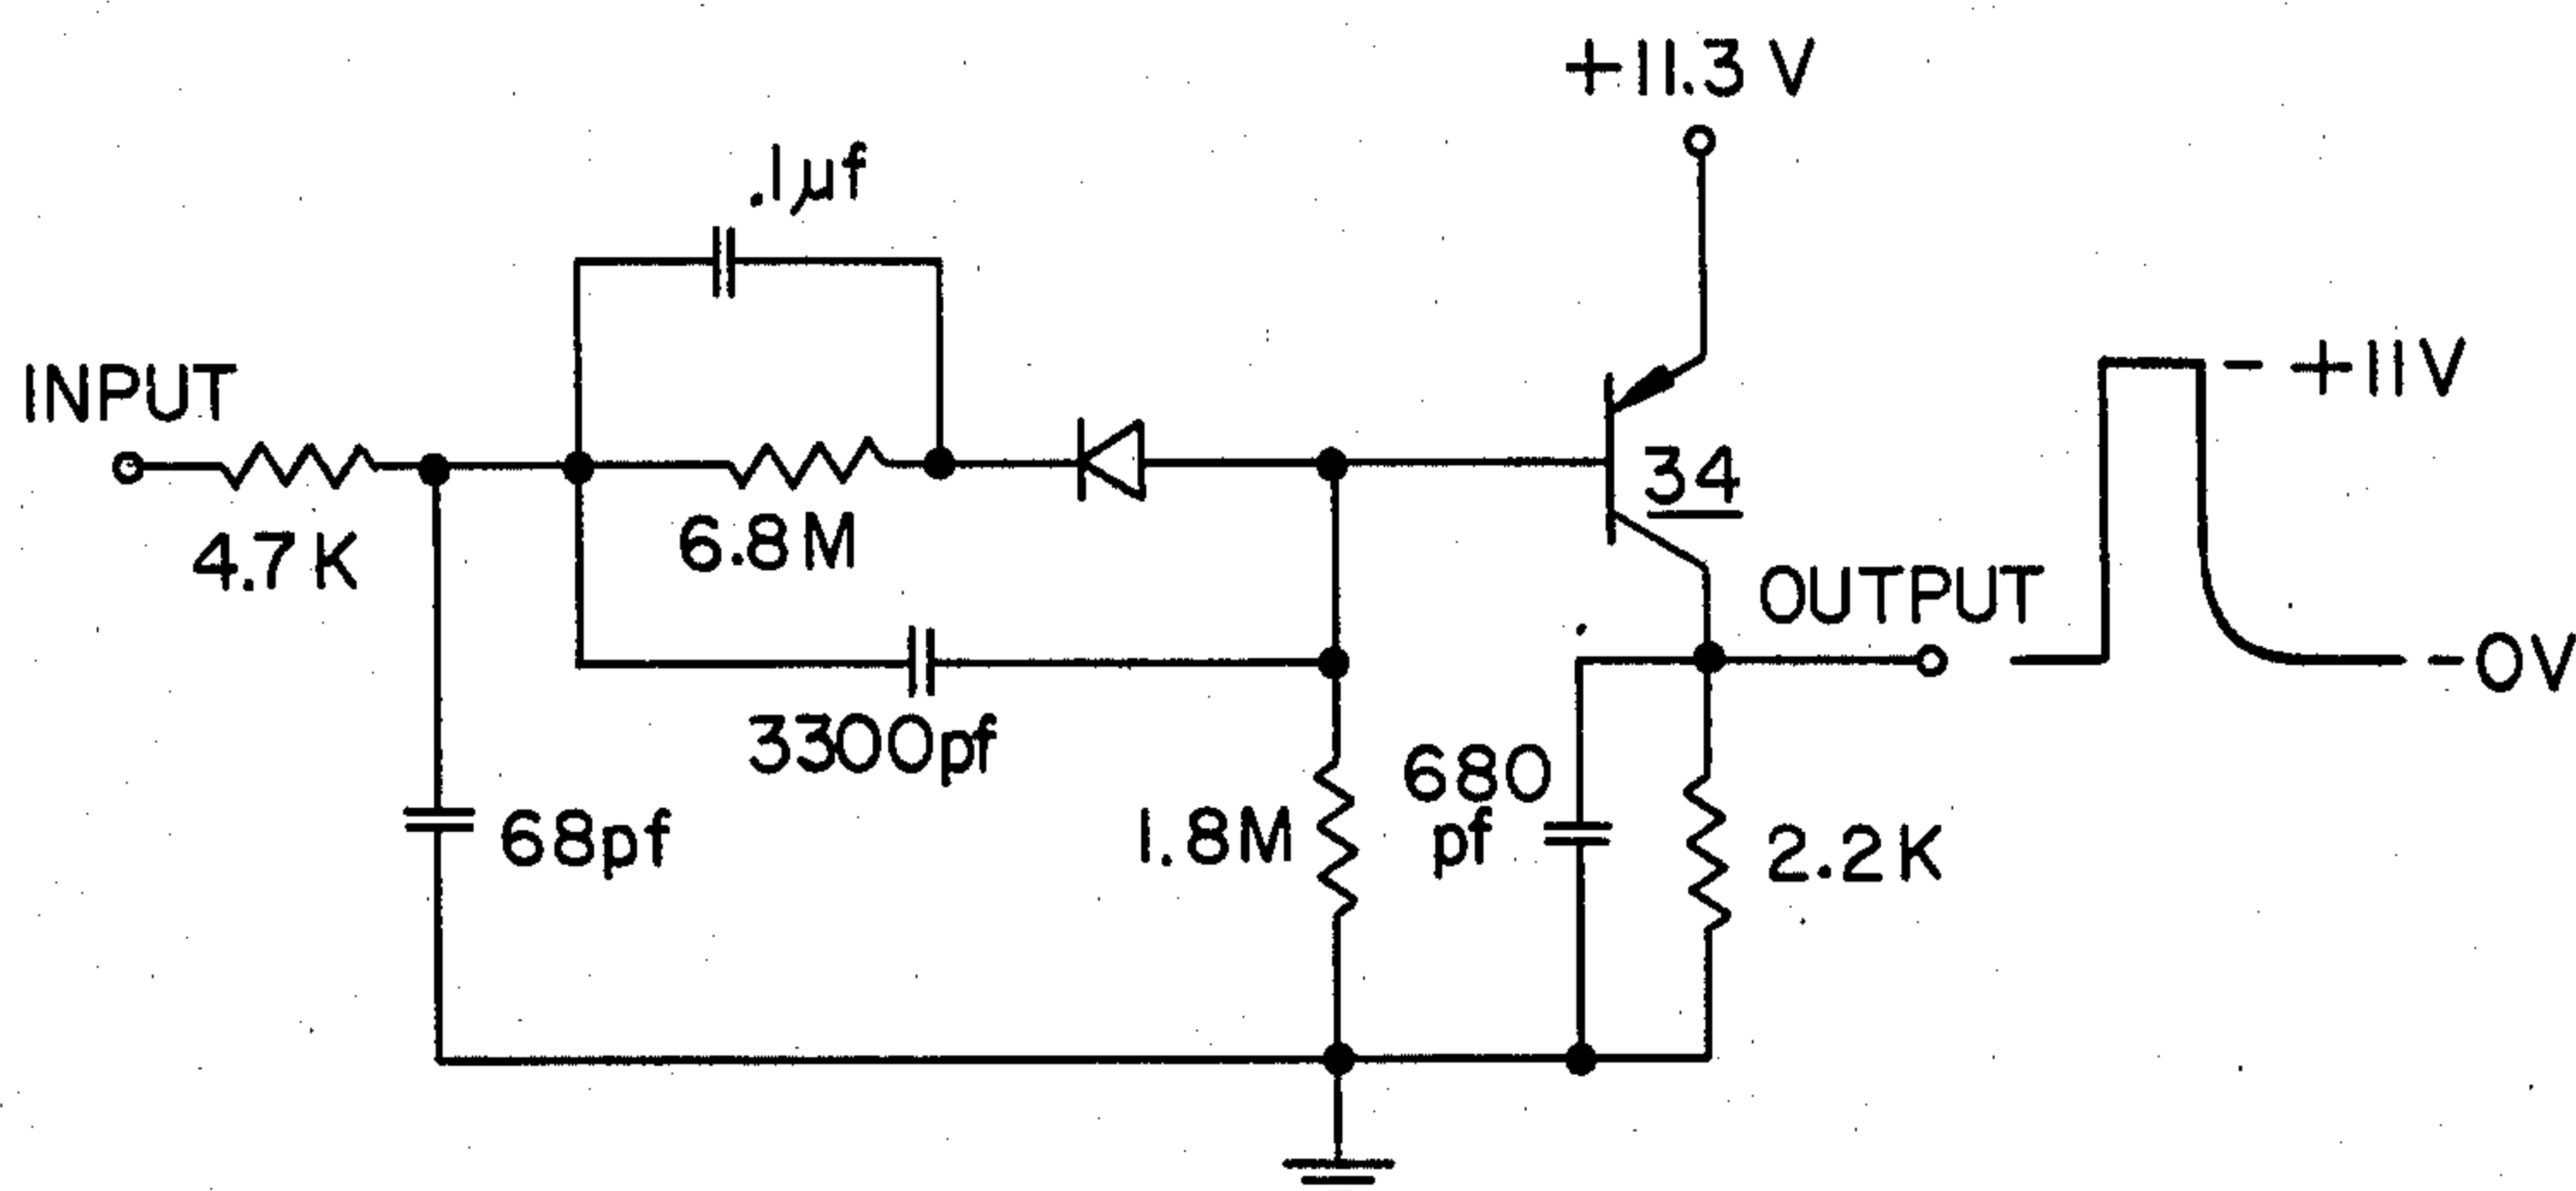 +11.3 V
.1µf
INPUT
4.7K
6.8M
34
OUTPUT
+11V
-0V
3300pf
68pf
1.8M
680
pf
2.2K